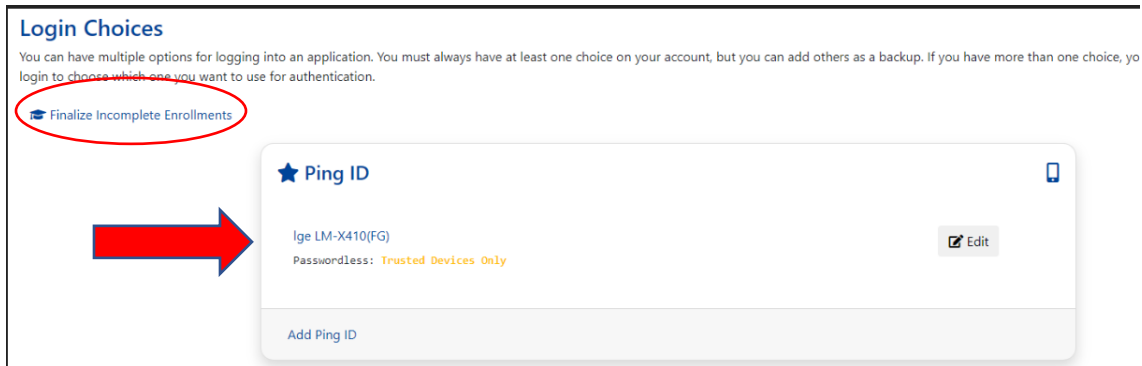 Login Choices
You can have multiple options for logging into an application. You must always have at least one choice on your account, but you can add others as a backup. If you have more than one choice,
login to choose which one you want to use for authentication.
Finalize Incomplete Enrollments
Ping ID
lge LM-X410(FG)
Edit
Passwordless: Trusted Devices Only
Add Ping ID